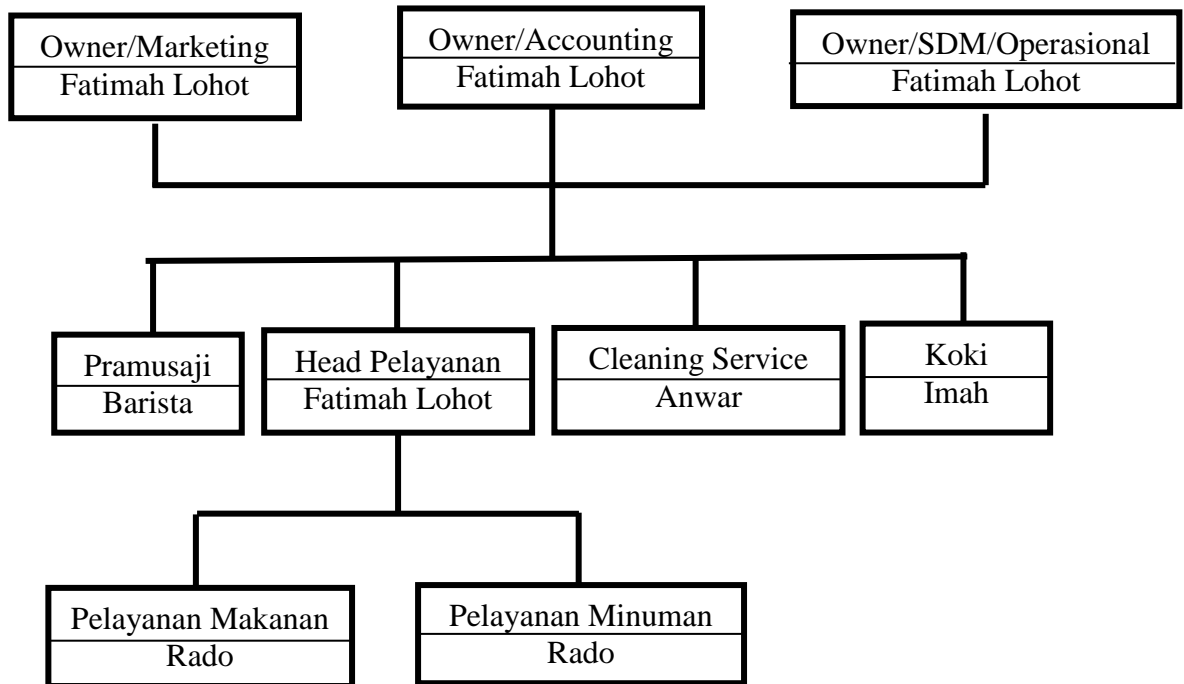 Owner/Marketing
Fatimah Lohot
Owner/Accounting
Fatimah Lohot
Owner/SDM/Operasional
Fatimah Lohot
Pramusaji
Barista
Head Pelayanan
Fatimah Lohot
Cleaning Service
Anwar
Koki
Imah
Pelayanan Makanan
Rado
Pelayanan Minuman
Rado